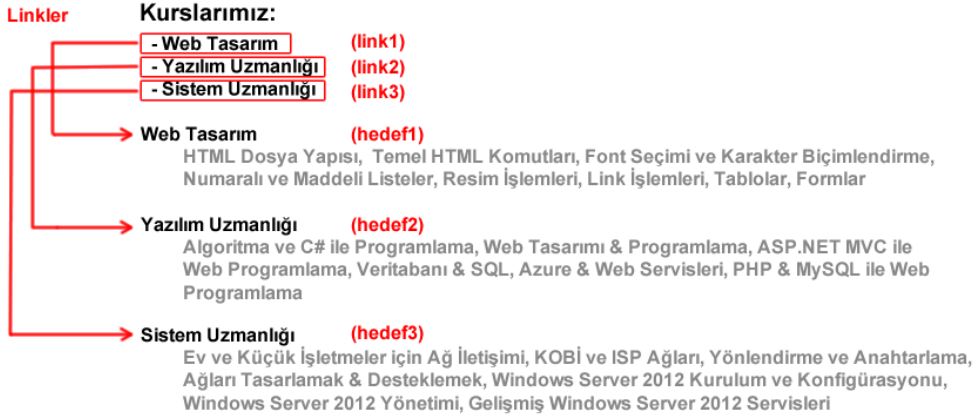 Linkler Kurslarımız:
- Web Tasarım (link1)
- Yazılım Uzmanlığı (link2)
- Sistem Uzmanlığı (link3)
Web Tasarım (hedef1)
HTML Dosya Yapısı, Temel HTML Komutları, Font Seçimi ve Karakter Biçimlendirme,
Numaralı ve Maddeli Listeler, Resim İşlemleri, Link İşlemleri, Tablolar, Formlar
Yazılım Uzmanlığı (hedef2)
Algoritma ve C# ile Programlama, Web Tasarımı & Programlama, ASP.NET MVC ile
Web Programlama, Veritabanı & SQL, Azure & Web Servisleri, PHP & MySQL ile Web
Programlama
Sistem Uzmanlığı (hedef3)
Ev ve Küçük İşletmeler için Ağ İletişimi, KOBİ ve ISP Ağları, Yönlendirme ve Anahtarlama,
Ağları Tasarlamak & Desteklemek, Windows Server 2012 Kurulum ve Konfigürasyonu,
Windows Server 2012 Yönetimi, Gelişmiş Windows Server 2012 Servisleri